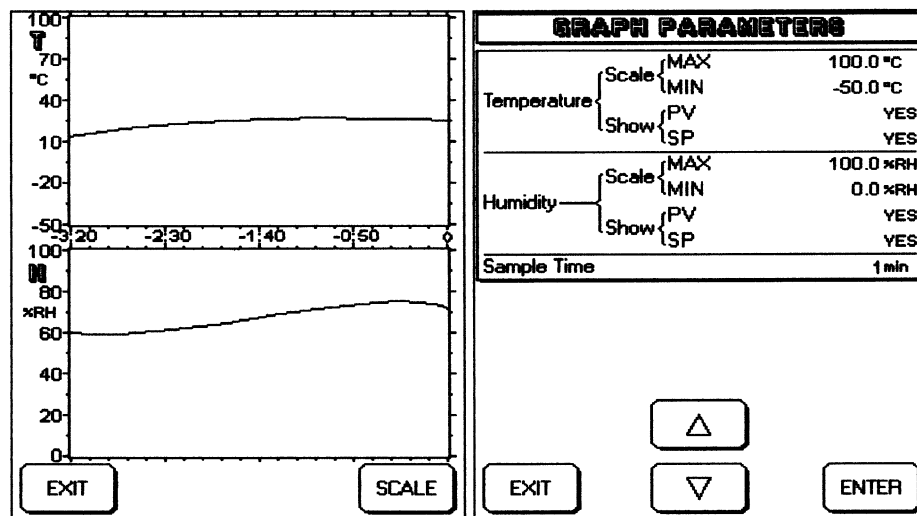 100
T
70
°C
40
10
-20
-50
-3:20 -2:30 -1:40 -0:50 0
100
H
80
%RH
60
40
20
0
EXIT SCALE
GRAPH PARAMETERS
Temperature Scale MAX 100.0 °C
MIN -50.0 °C
Show PV YES
SP YES
Humidity Scale MAX 100.0 %RH
MIN 0.0 %RH
Show PV YES
SP YES
Sample Time 1 min
EXIT ENTER